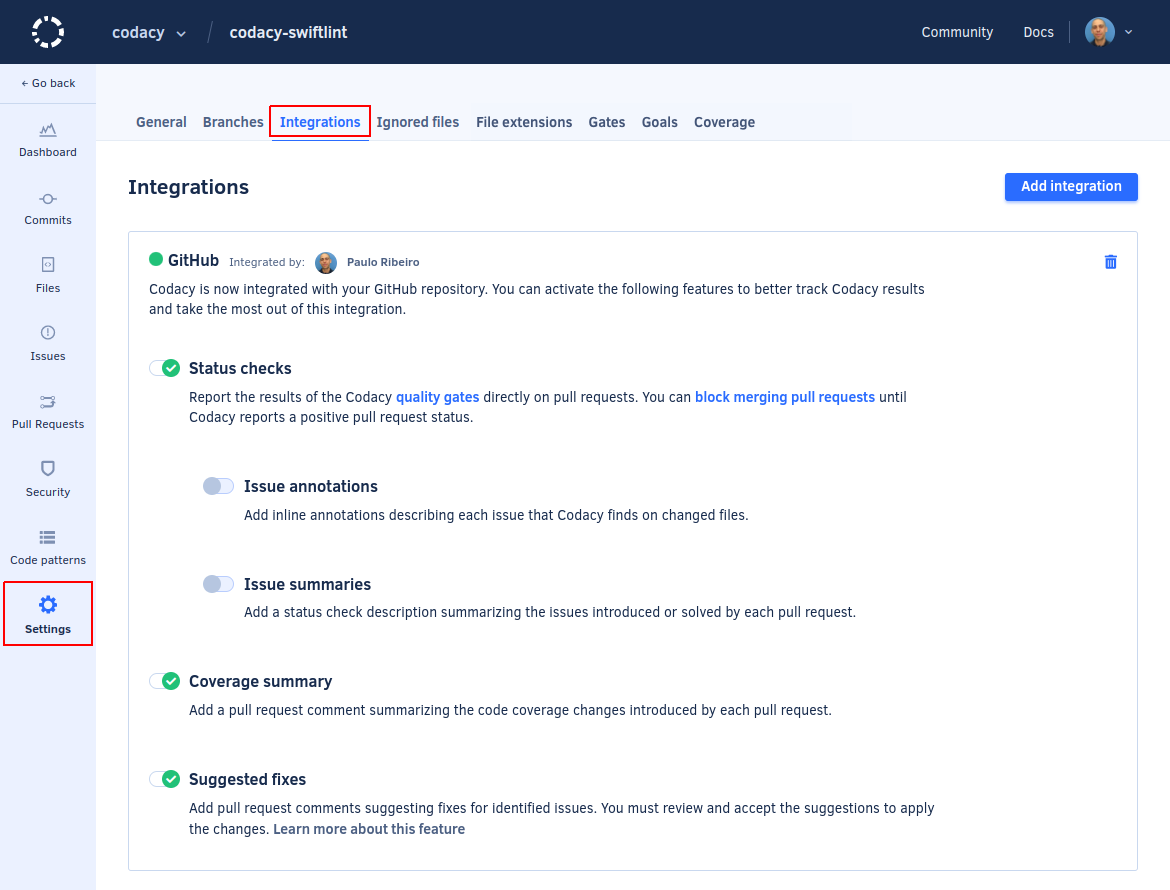 codacy / codacy-swiftlint Community Docs
← Go back
Dashboard
Commits
Files
Issues
Pull Requests
Security
Code patterns
Settings
General Branches Integrations Ignored files File extensions Gates Goals Coverage
Integrations Add integration
GitHub Integrated by: Paulo Ribeiro
Codacy is now integrated with your GitHub repository. You can activate the following features to better track Codacy results
and take the most out of this integration.
Status checks
Report the results of the Codacy quality gates directly on pull requests. You can block merging pull requests until
Codacy reports a positive pull request status.
Issue annotations
Add inline annotations describing each issue that Codacy finds on changed files.
Issue summaries
Add a status check description summarizing the issues introduced or solved by each pull request.
Coverage summary
Add a pull request comment summarizing the code coverage changes introduced by each pull request.
Suggested fixes
Add pull request comments suggesting fixes for identified issues. You must review and accept the suggestions to apply
the changes. Learn more about this feature